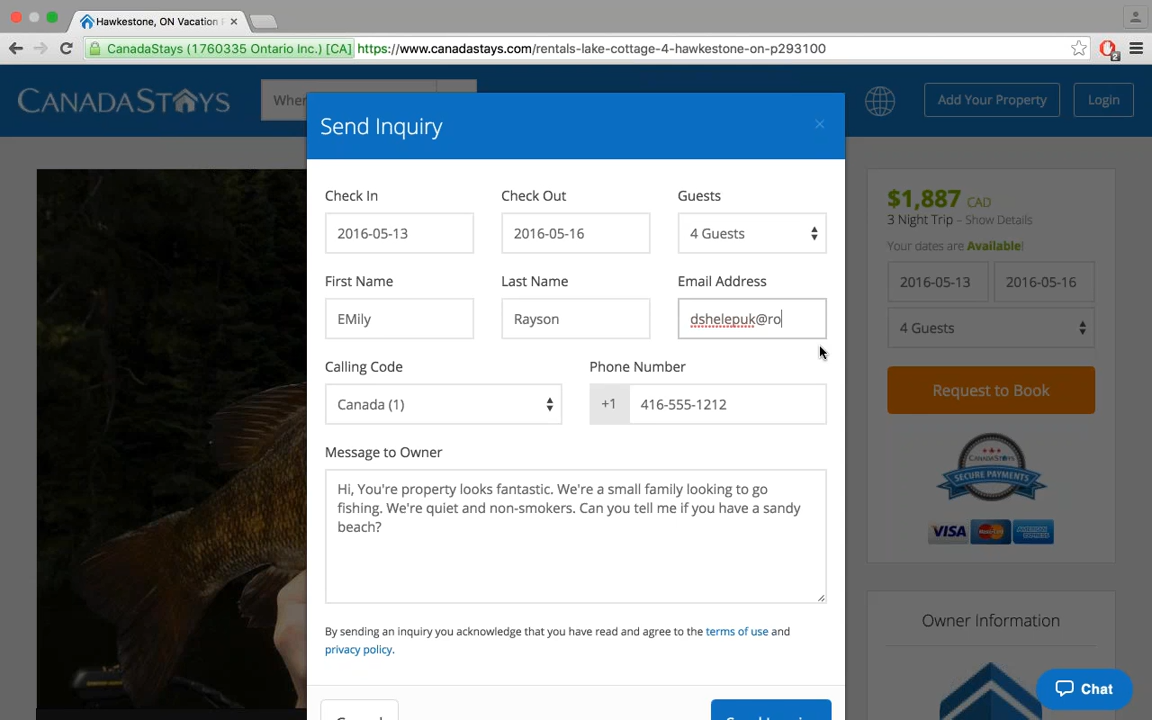 Hawkestone, ON Vacation
CanadaStays (1760335 Ontario Inc.) [CA] https://www.canadastays.com/rentals-lake-cottage-4-hawkestone-on-p293100
2
CANADASTAYS
Wher
Add Your Property
Login
Send Inquiry
×
Check In
Check Out
Guests
2016-05-13
2016-05-16
4 Guests
First Name
Last Name
Email Address
EMily
Rayson
dshelepuk@ro
Calling Code
Phone Number
Canada (1)
+1
416-555-1212
Message to Owner
Hi, You're property looks fantastic. We're a small family looking to go
fishing. We're quiet and non-smokers. Can you tell me if you have a sandy
beach?
By sending an inquiry you acknowledge that you have read and agree to the terms of use and
privacy policy.
Cancel
Send Inquiry
$1,887 CAD
3 Night Trip – Show Details
Your dates are Available!
2016-05-13
2016-05-16
4 Guests
Request to Book
CANADASTAYS
SECURE PAYMENTS
VISA
MasterCard
AMERICAN EXPRESS
Owner Information
Chat